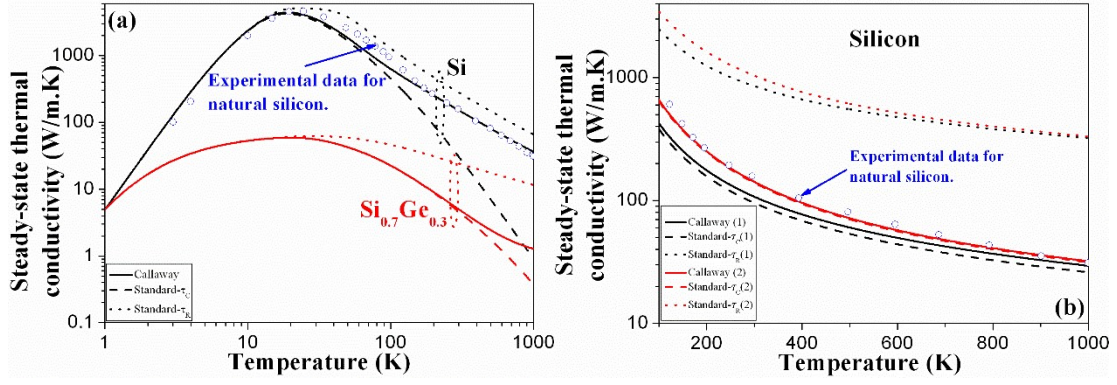 (a)
Steady-state thermal
conductivity (W/m.K)
1000
100
10
1
0.1
Si
Experimental data for
natural silicon.
Si0.7Ge0.3
Callaway
Standard-τC
Standard-τR
1
10
100
1000
Temperature (K)
Steady-state thermal
conductivity (W/m.K)
1000
100
10
Silicon
Experimental data for
natural silicon.
Callaway (1)
Standard-τC(1)
Standard-τR(1)
Callaway (2)
Standard-τC(2)
Standard-τR(2)
(b)
200
400
600
800
1000
Temperature (K)